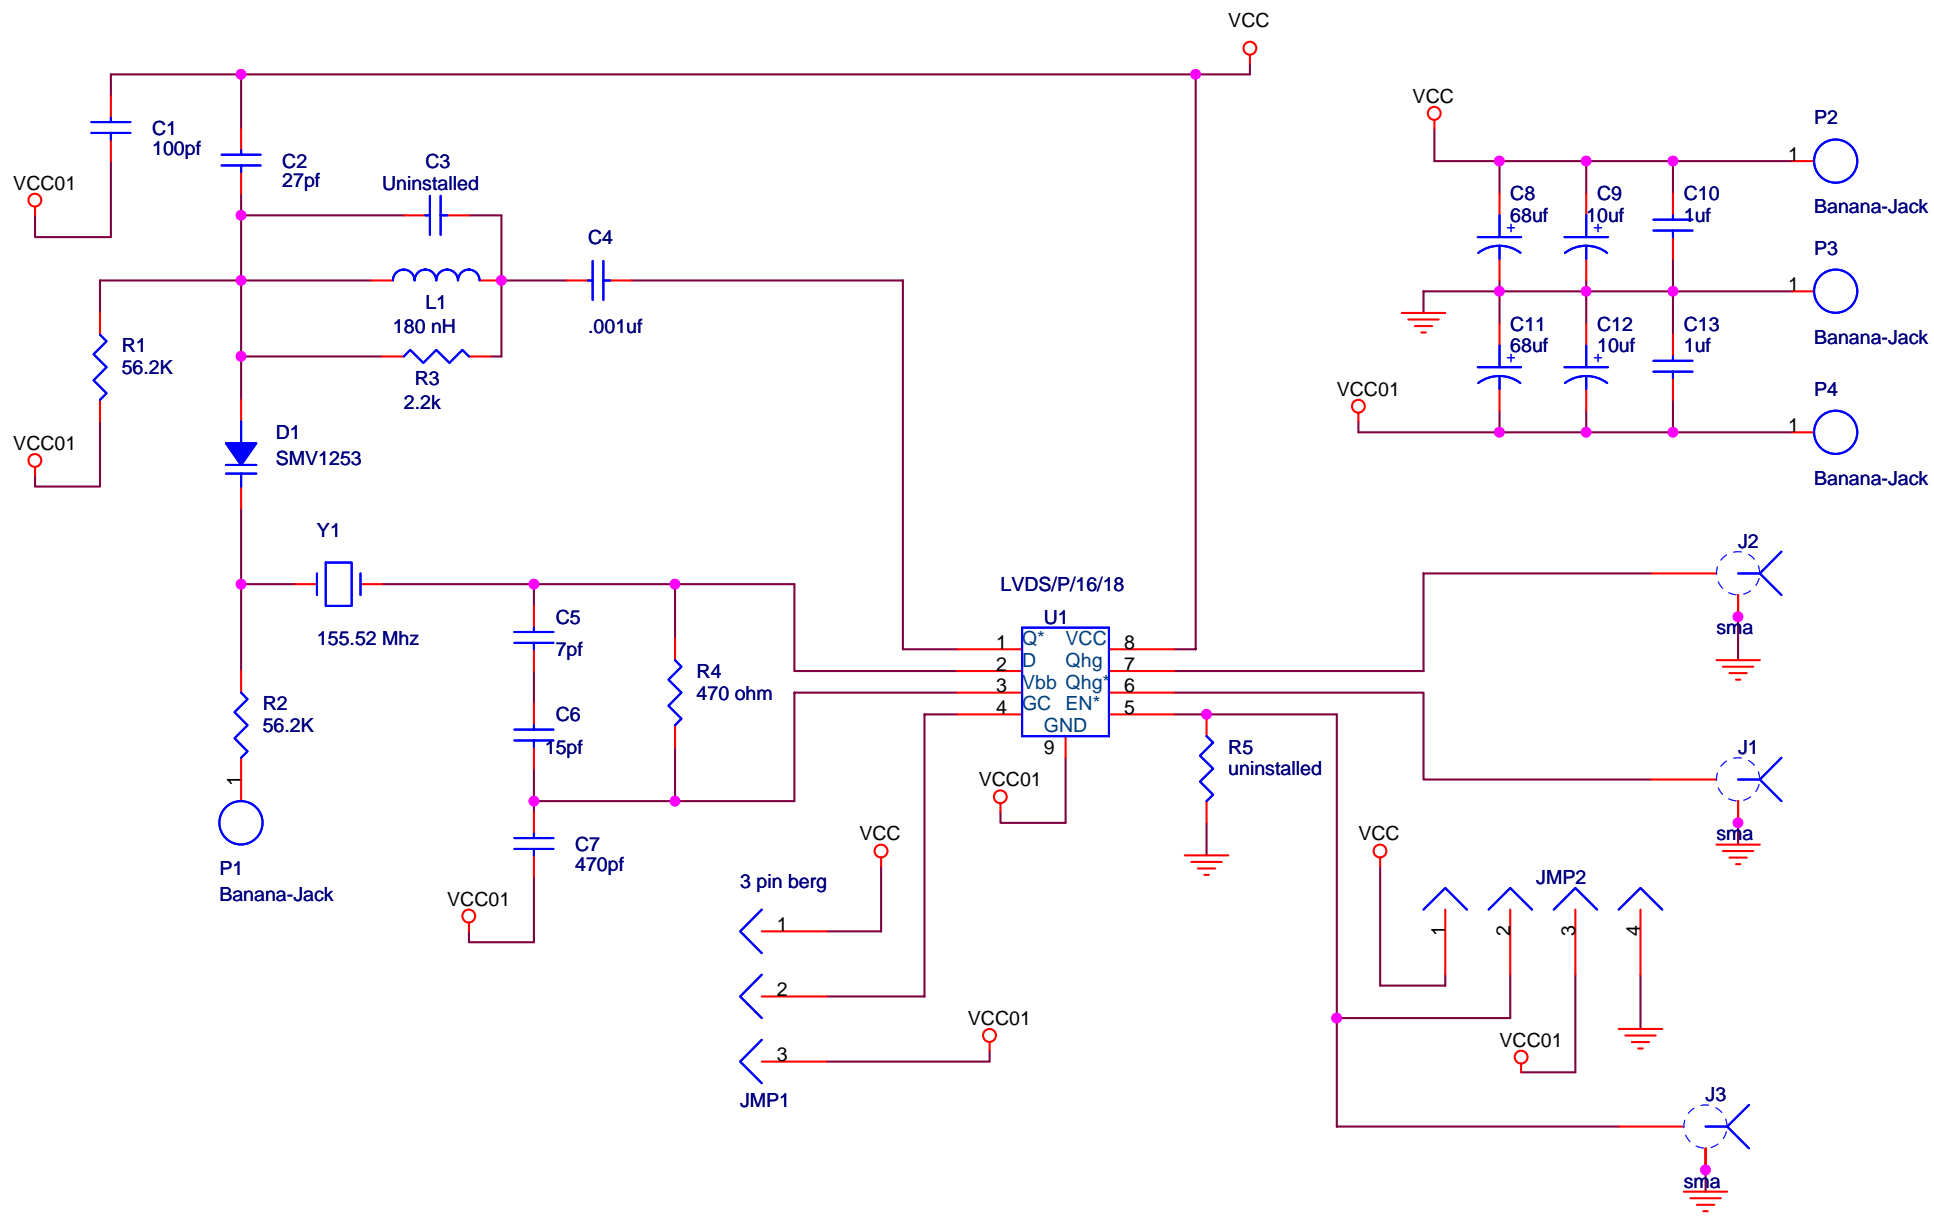 VCC
VCC01
C1
100pf
C2
27pf
C3
Uninstalled
C4
.001uf
L1
180 nH
R1
56.2K
R3
2.2k
VCC01
D1
SMV1253
Y1
155.52 Mhz
C5
7pf
C6
15pf
R4
470 ohm
R2
56.2K
1
P1
Banana-Jack
C7
470pf
VCC01
LVDS/P/16/18
U1
1 Q* VCC 8
2 D Qhg 7
3 Vbb Qhg* 6
4 GC EN* 5
GND
9
VCC01
R5
uninstalled
VCC
3 pin berg
1
2
3
VCC01
JMP1
VCC
P2
1
Banana-Jack
C8
68uf
+
C9
10uf
+
C10
1uf
P3
1
Banana-Jack
C11
68uf
+
C12
10uf
+
C13
1uf
VCC01
P4
1
Banana-Jack
J2
sma
J1
sma
VCC
JMP2
1 2 3 4
VCC01
J3
sma